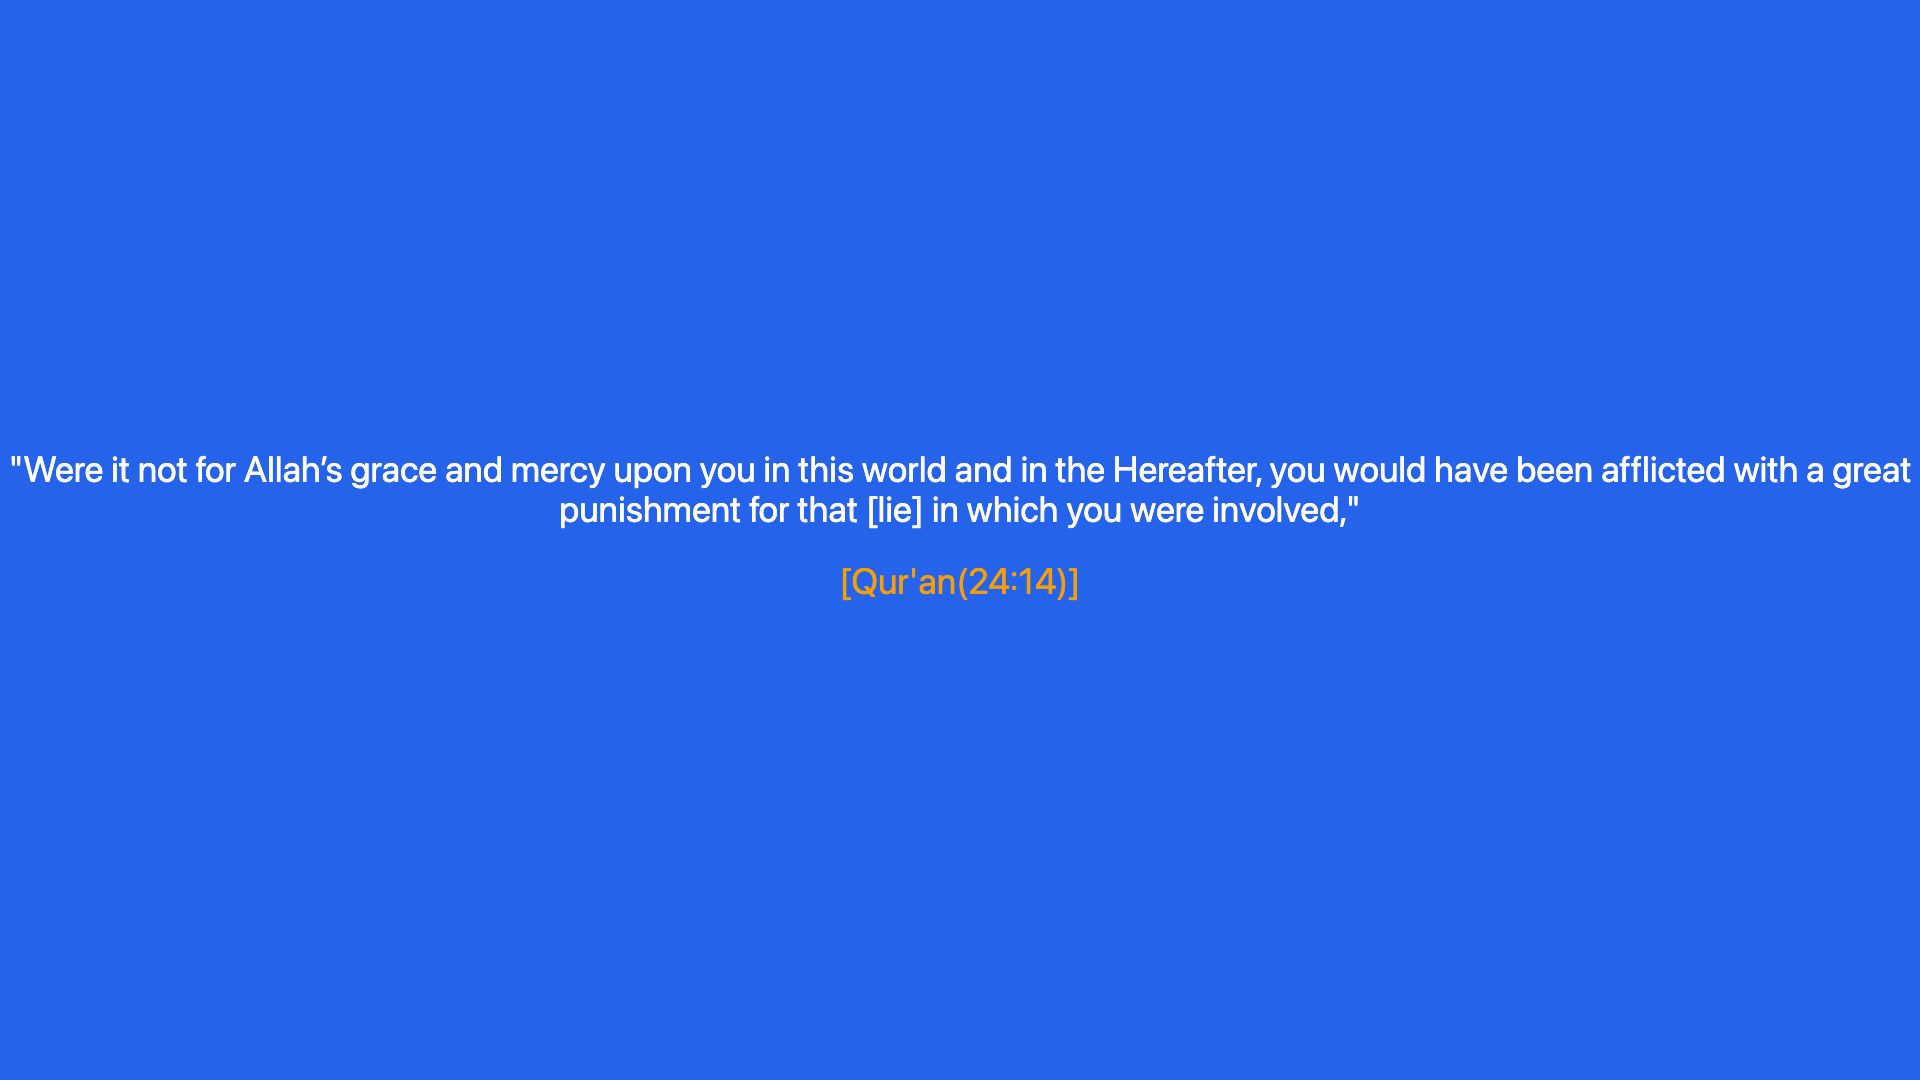 "Were it not for Allah’s grace and mercy upon you in this world and in the Hereafter, you would have been afflicted with a great
punishment for that [lie] in which you were involved,"
[Qur'an(24:14)]